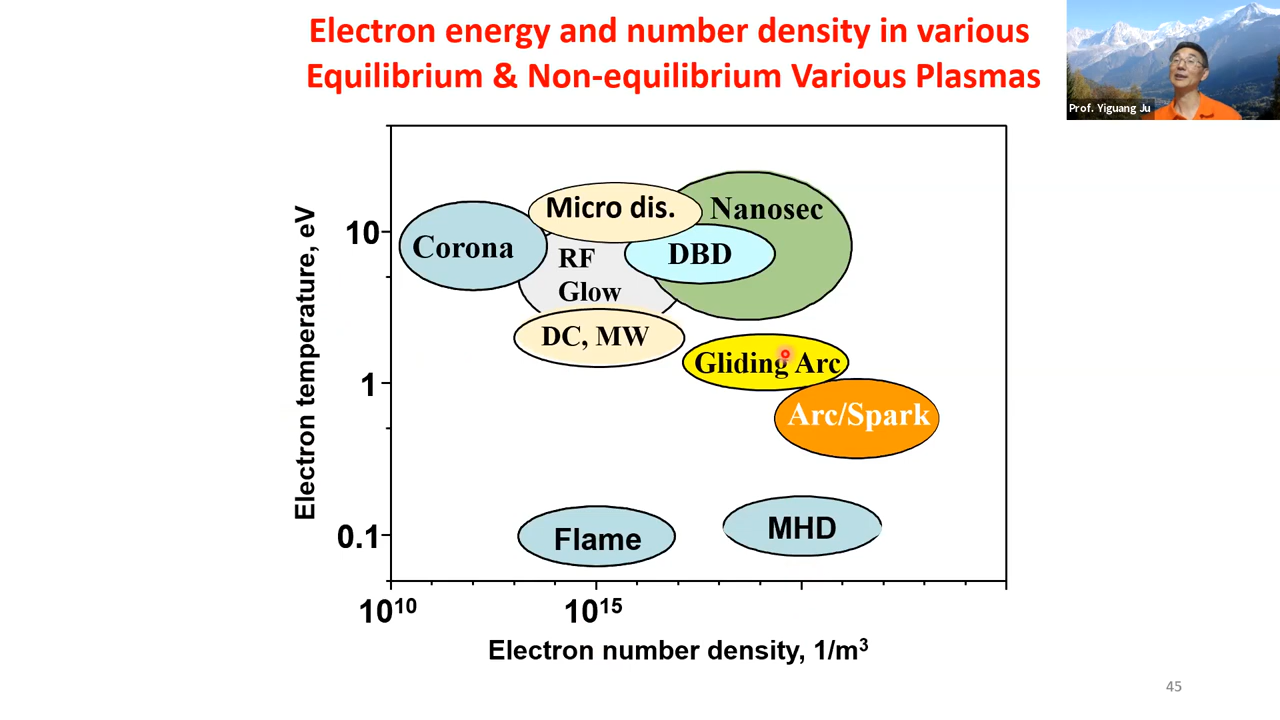 Electron energy and number density in various
Equilibrium & Non-equilibrium Various Plasmas
Prof. Yiguang Ju
Electron temperature, eV
10
1
0.1
Micro dis.
Nanosec
Corona
RF
Glow
DBD
DC, MW
Gliding Arc
Arc/Spark
Flame
MHD
10¹⁰
10¹⁵
Electron number density, 1/m³
45